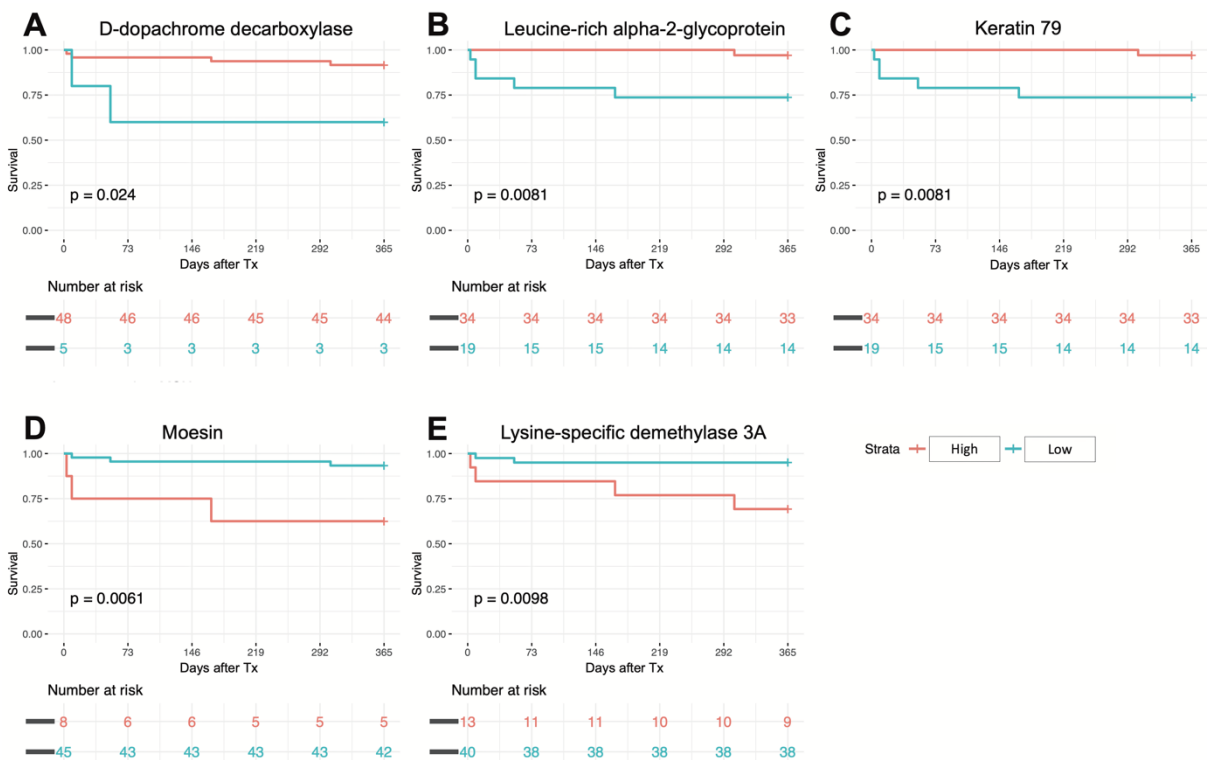 A D-dopachrome decarboxylase
1.00
0.75
0.50
0.25
0.00
Survival
p = 0.024
0 73 146 219 292 365
Days after Tx
Number at risk
48 46 46 45 45 44
5 3 3 3 3 3
B Leucine-rich alpha-2-glycoprotein
1.00
0.75
0.50
0.25
0.00
Survival
p = 0.0081
0 73 146 219 292 365
Days after Tx
Number at risk
34 34 34 34 34 33
19 15 15 14 14 14
C Keratin 79
1.00
0.75
0.50
0.25
0.00
Survival
p = 0.0081
0 73 146 219 292 365
Days after Tx
34 34 34 34 34 33
19 15 15 14 14 14
D Moesin
1.00
0.75
0.50
0.25
0.00
Survival
p = 0.0061
0 73 146 219 292 365
Days after Tx
Number at risk
8 6 6 5 5 5
45 43 43 43 43 42
E Lysine-specific demethylase 3A
1.00
0.75
0.50
0.25
0.00
Survival
p = 0.0098
0 73 146 219 292 365
Days after Tx
Number at risk
13 11 11 10 10 9
40 38 38 38 38 38
Strata High Low